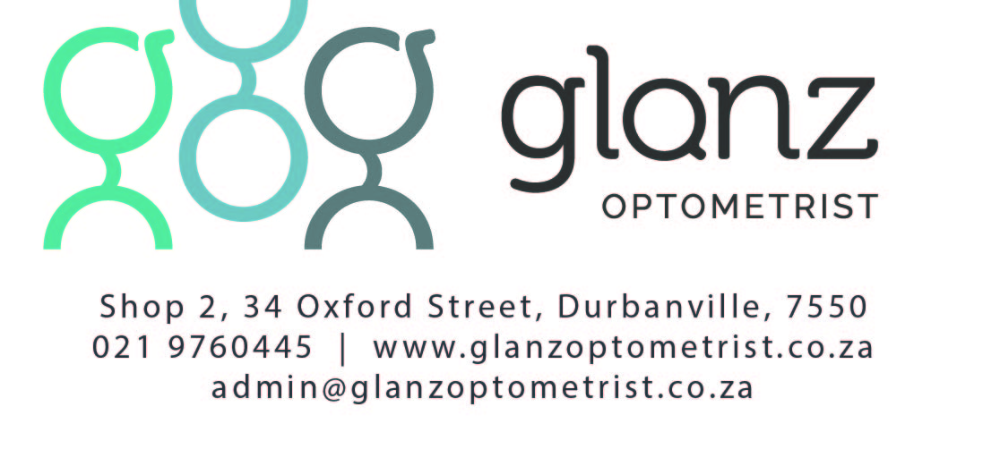 glanz
OPTOMETRIST
Shop 2, 34 Oxford Street, Durbanville, 7550
021 9760445 | www.glanzoptometrist.co.za
admin@glanzoptometrist.co.za